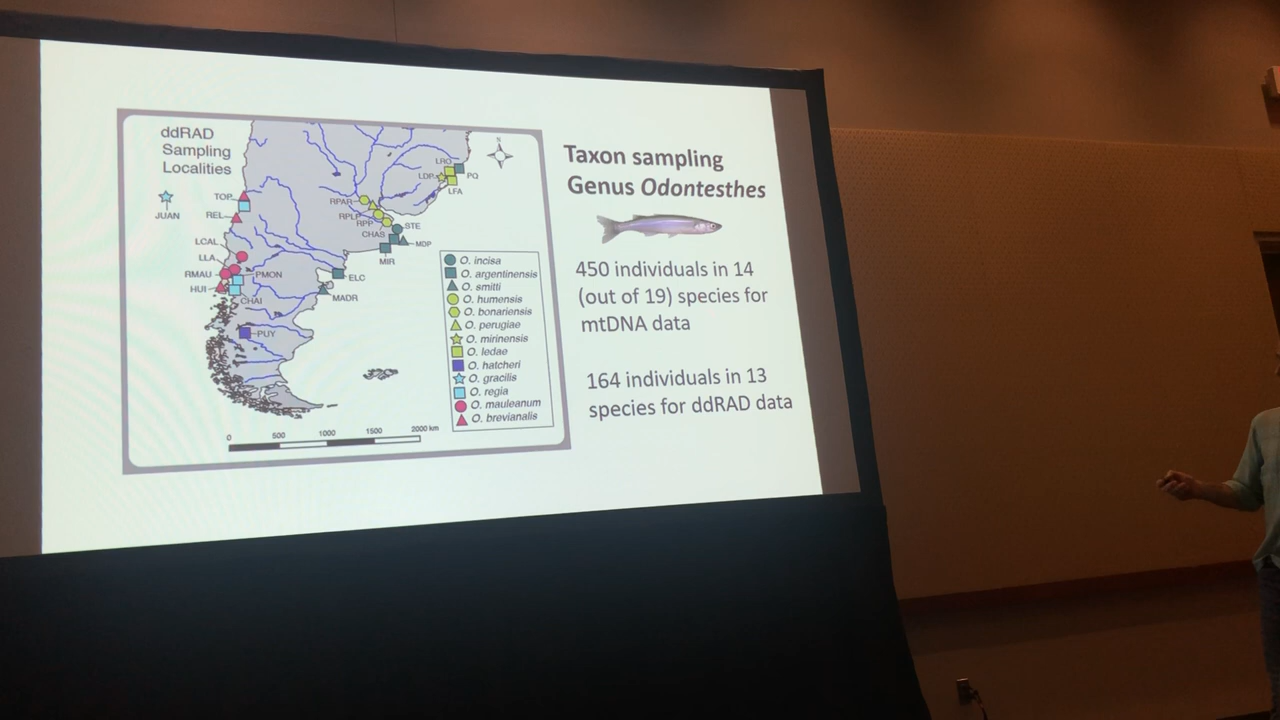 ddRAD
Sampling
Localities
N
JUAN
TOP
REL
LCAL
LLA
RMAU
PMON
HUI
CHAI
PUY
LRO
LDP
PQ
LFA
RPAR
RPLP
RPP
CHAS
STE
MDP
MIR
ELC
MADR
O. incisa
O. argentinensis
O. smitti
O. humensis
O. bonariensis
O. perugiae
O. mirinensis
O. ledae
O. hatcheri
O. gracilis
O. regia
O. mauleanum
O. brevianalis
0 500 1000 1500 2000 km
Taxon sampling
Genus Odontesthes
450 individuals in 14
(out of 19) species for
mtDNA data
164 individuals in 13
species for ddRAD data